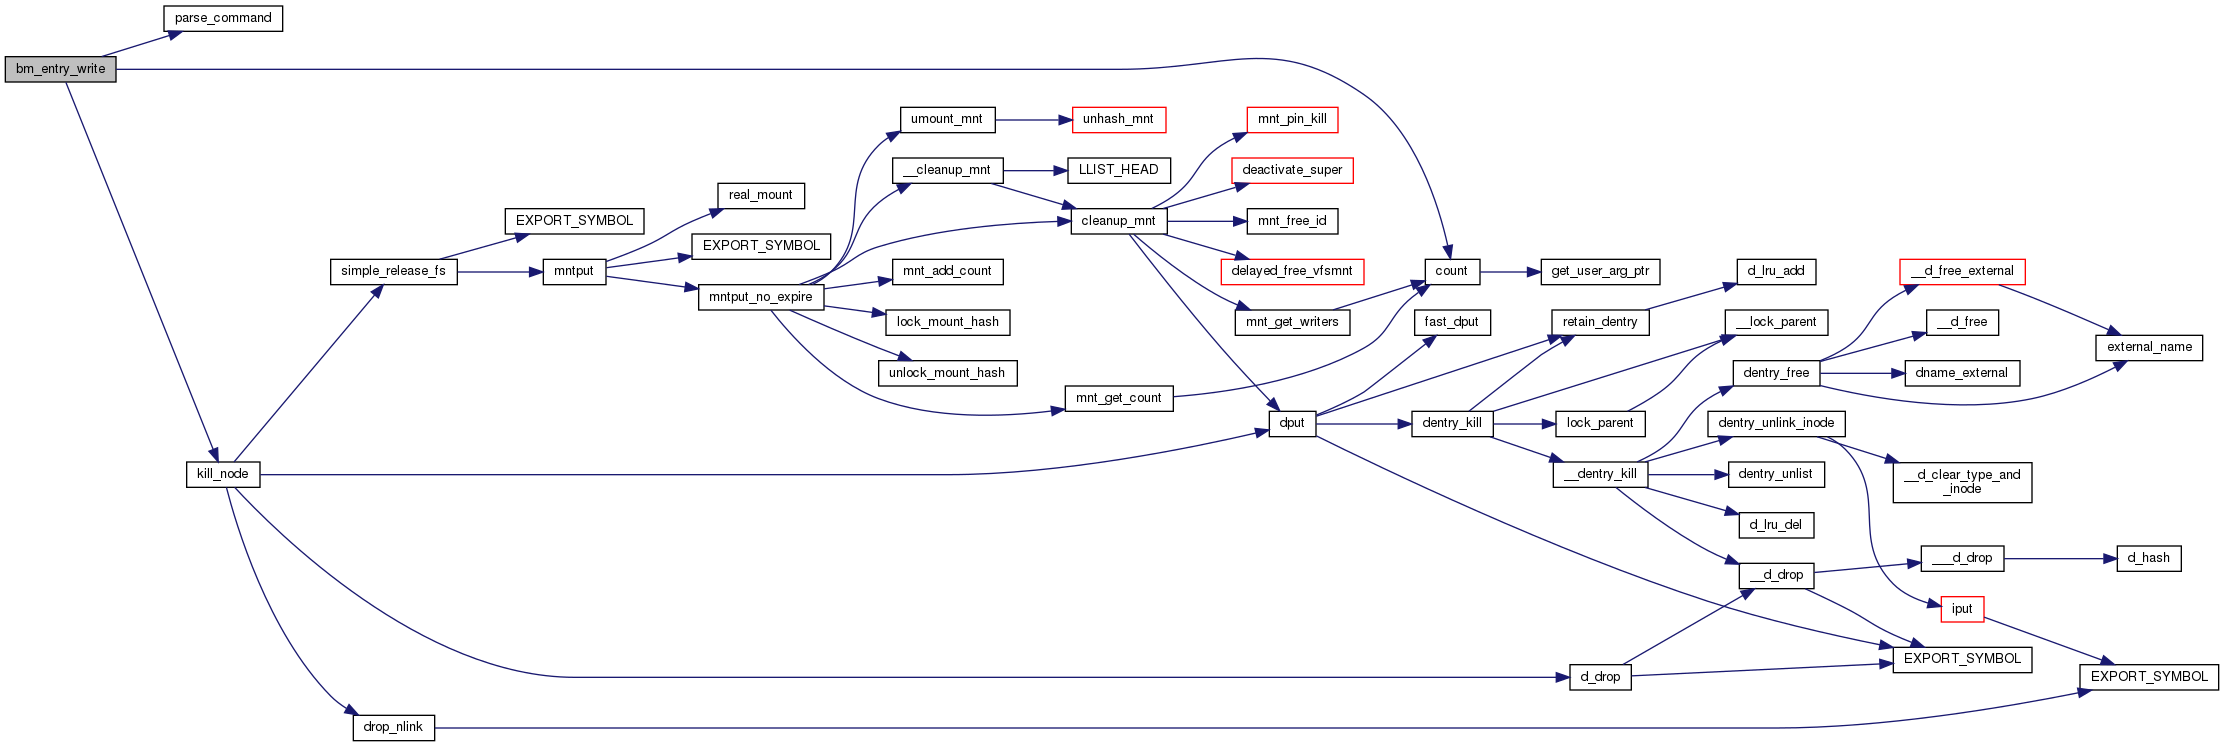 parse_command
bm_entry_write
umount_mnt
unhash_mnt
mnt_pin_kill
__cleanup_mnt
LLIST_HEAD
deactivate_super
real_mount
EXPORT_SYMBOL
cleanup_mnt
mnt_free_id
EXPORT_SYMBOL
simple_release_fs
mntput
mnt_add_count
delayed_free_vfsmnt
count
get_user_arg_ptr
d_lru_add
__d_free_external
mntput_no_expire
lock_mount_hash
mnt_get_writers
fast_dput
retain_dentry
__lock_parent
__d_free
external_name
unlock_mount_hash
dentry_free
dname_external
mnt_get_count
dput
dentry_kill
lock_parent
dentry_unlink_inode
kill_node
__dentry_kill
dentry_unlist
__d_clear_type_and
_inode
d_lru_del
___d_drop
d_hash
__d_drop
iput
EXPORT_SYMBOL
d_drop
EXPORT_SYMBOL
drop_nlink